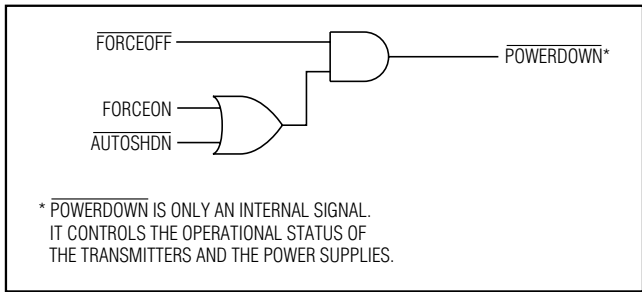 FORCEOFF
POWERDOWN*
FORCEON
AUTOSHDN
* POWERDOWN IS ONLY AN INTERNAL SIGNAL.
IT CONTROLS THE OPERATIONAL STATUS OF
THE TRANSMITTERS AND THE POWER SUPPLIES.